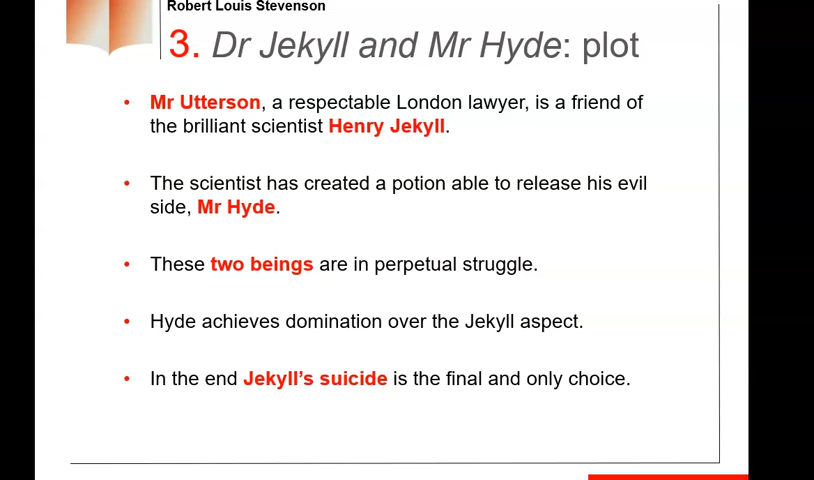 Robert Louis Stevenson
3. Dr Jekyll and Mr Hyde: plot
• Mr Utterson, a respectable London lawyer, is a friend of
the brilliant scientist Henry Jekyll.
• The scientist has created a potion able to release his evil
side, Mr Hyde.
• These two beings are in perpetual struggle.
• Hyde achieves domination over the Jekyll aspect.
• In the end Jekyll’s suicide is the final and only choice.